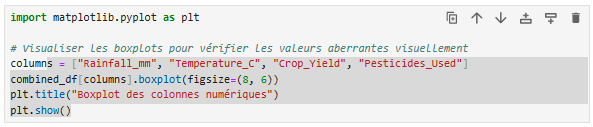 import matplotlib.pyplot as plt
# Visualiser les boxplots pour vérifier les valeurs aberrantes visuellement
columns = ["Rainfall_mm", "Temperature_C", "Crop_Yield", "Pesticides_Used"]
combined_df[columns].boxplot(figsize=(8, 6))
plt.title("Boxplot des colonnes numériques")
plt.show()